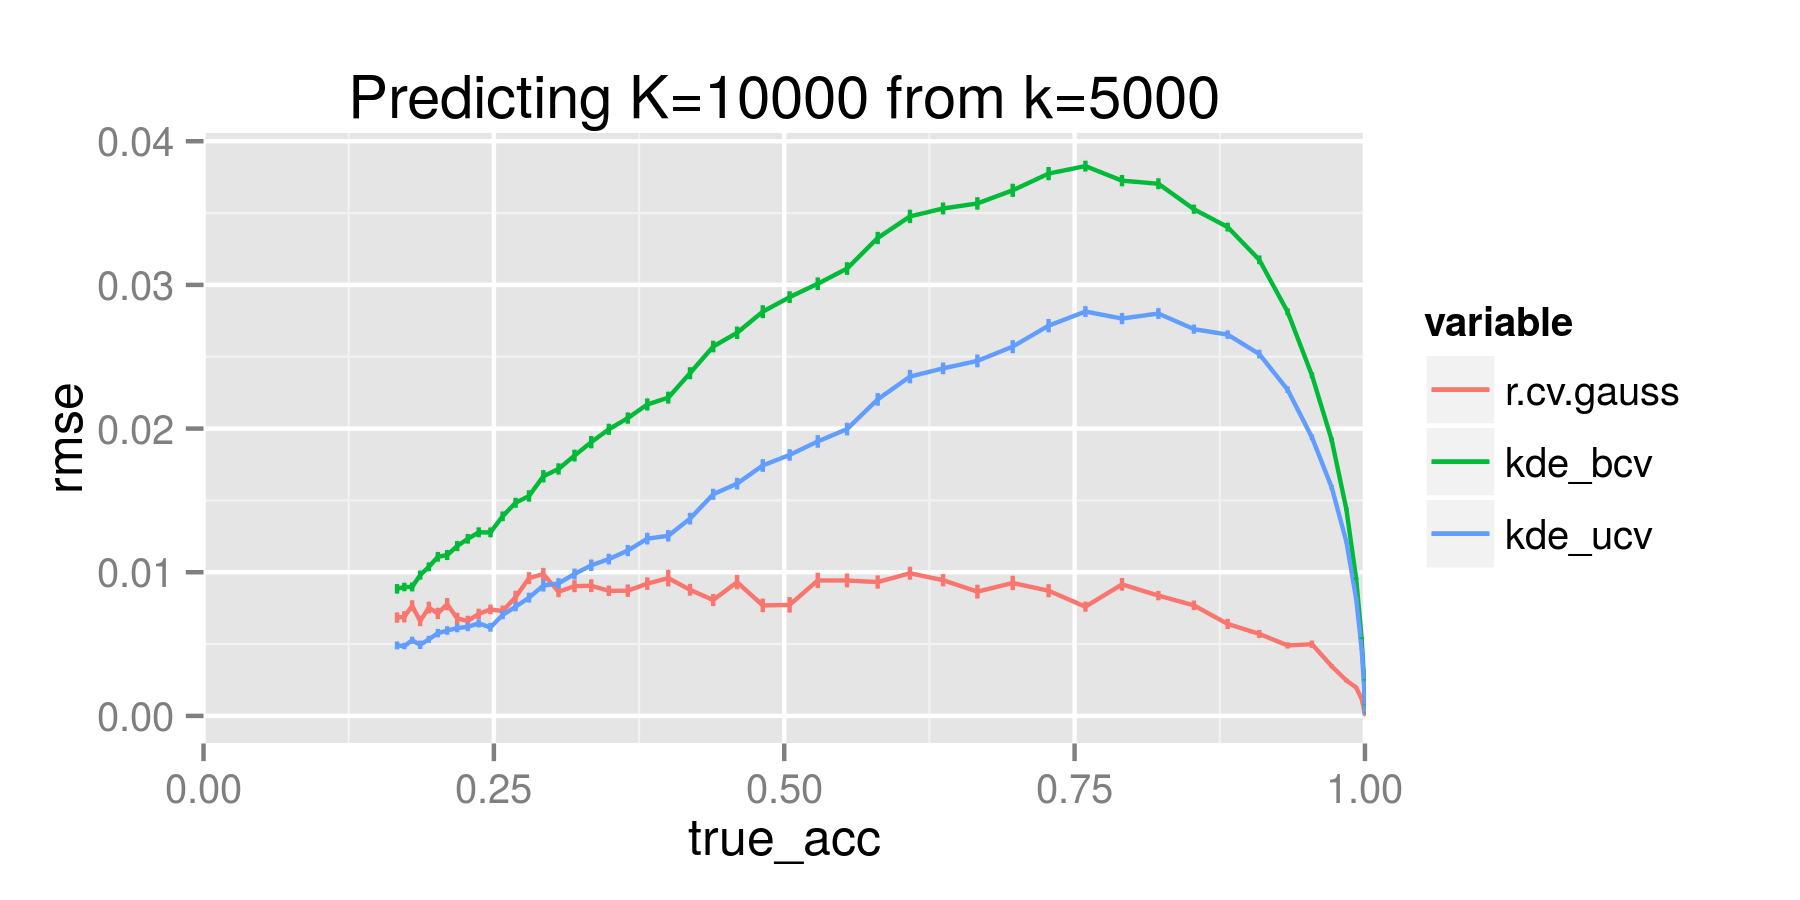 Predicting K=10000 from k=5000
0.04
0.03
0.02
0.01
0.00
rmse
0.00 0.25 0.50 0.75 1.00
true_acc
variable
r.cv.gauss
kde_bcv
kde_ucv